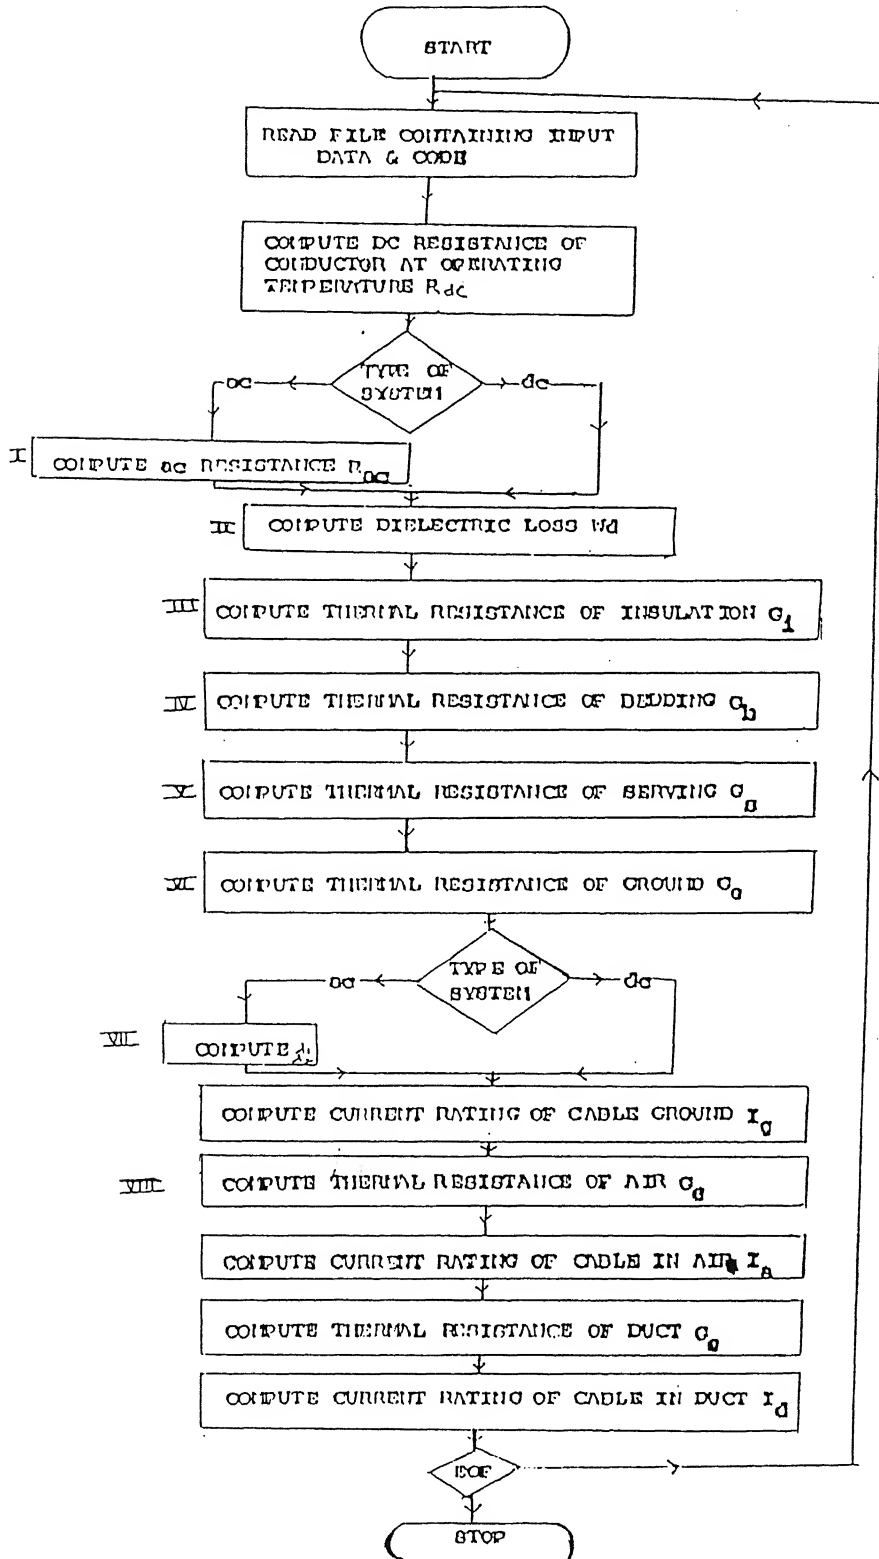 START
READ FILE CONTAINING INPUT
DATA & CODE
COMPUTE DC RESISTANCE OF
CONDUCTOR AT OPERATING
TEMPERATURE Rdc
TYPE OF
SYSTEM
ac
dc
I
COMPUTE ac RESISTANCE Rac
II
COMPUTE DIELECTRIC LOSS Wd
III
COMPUTE THERMAL RESISTANCE OF INSULATION G1
IV
COMPUTE THERMAL RESISTANCE OF BEDDING Gb
V
COMPUTE THERMAL RESISTANCE OF SERVING Gs
VI
COMPUTE THERMAL RESISTANCE OF GROUND
TYPE OF
SYSTEM
ac
dc
VII
COMPUTE
COMPUTE CURRENT RATING OF CABLE GROUND Ig
VIII
COMPUTE THERMAL RESISTANCE OF AIR
COMPUTE CURRENT RATING OF CABLE IN AIR Ia
COMPUTE THERMAL RESISTANCE OF DUCT
COMPUTE CURRENT RATING OF CABLE IN DUCT Id
EOF
STOP